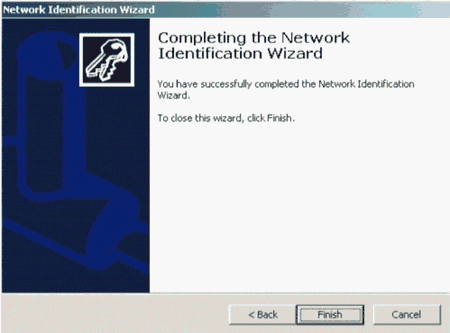 Network Identification Wizard
Completing the Network
Identification Wizard
You have successfully completed the Network Identification
Wizard.
To close this wizard, click Finish.
< Back
Finish
Cancel